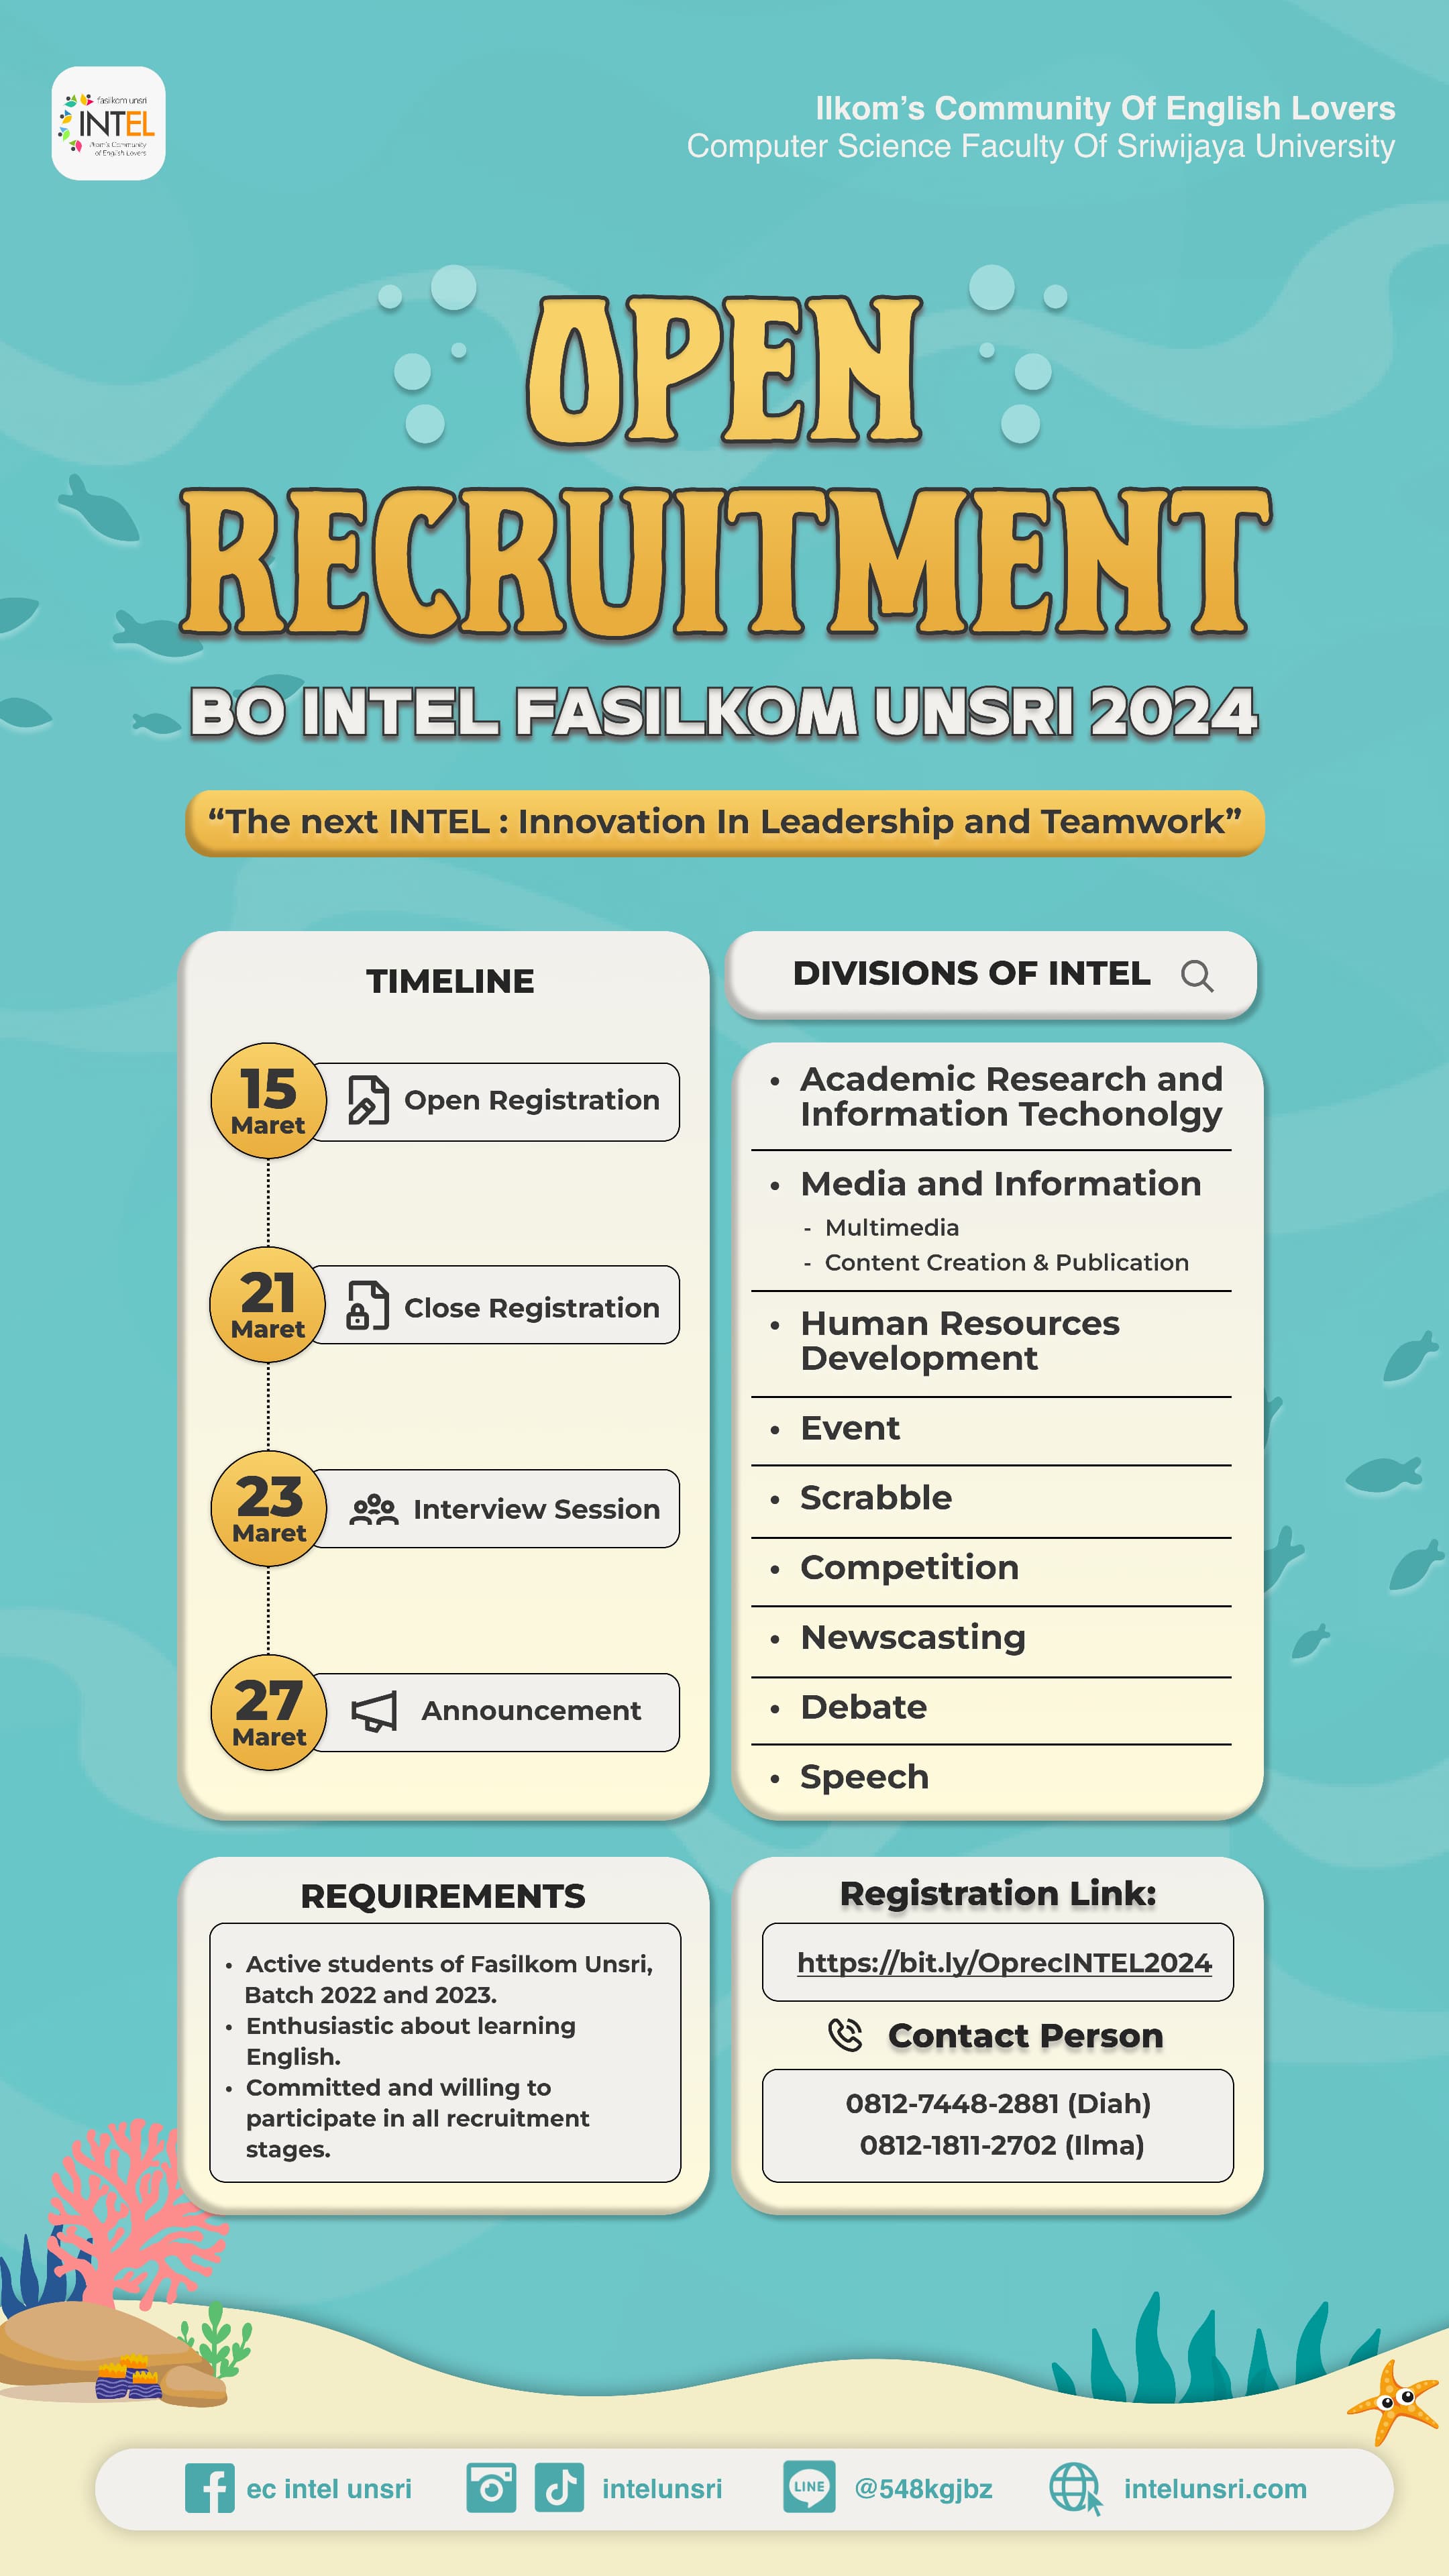 fasilkom unsri
INTEL
Ilkom's Community
of English Lovers
Ilkom's Community Of English Lovers
Computer Science Faculty Of Sriwijaya University
OPEN
RECRUITMENT
BO INTEL FASILKOM UNSRI 2024
“The next INTEL : Innovation In Leadership and Teamwork”
TIMELINE
15
Maret
Open Registration
21
Maret
Close Registration
23
Maret
Interview Session
27
Maret
Announcement
DIVISIONS OF INTEL
• Academic Research and
Information Techonolgy
• Media and Information
- Multimedia
- Content Creation & Publication
• Human Resources
Development
• Event
• Scrabble
• Competition
• Newscasting
• Debate
• Speech
REQUIREMENTS
• Active students of Fasilkom Unsri,
Batch 2022 and 2023.
• Enthusiastic about learning
English.
• Committed and willing to
participate in all recruitment
stages.
Registration Link:
https://bit.ly/OprecINTEL2024
Contact Person
0812-7448-2881 (Diah)
0812-1811-2702 (Ilma)
ec intel unsri
intelunsri
LINE
@548kgjbz
intelunsri.com